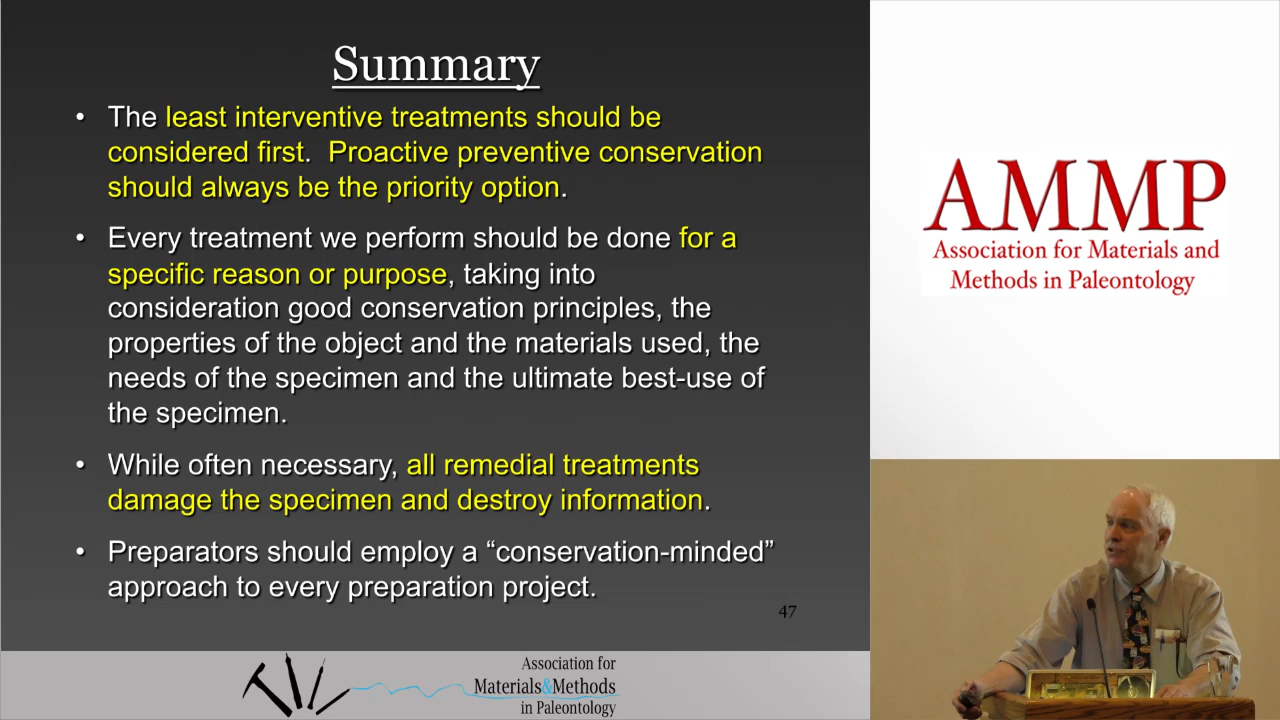 Summary
• The least interventive treatments should be
considered first. Proactive preventive conservation
should always be the priority option.
• Every treatment we perform should be done for a
specific reason or purpose, taking into
consideration good conservation principles, the
properties of the object and the materials used, the
needs of the specimen and the ultimate best-use of
the specimen.
• While often necessary, all remedial treatments
damage the specimen and destroy information.
• Preparators should employ a “conservation-minded”
approach to every preparation project.
47
Association for
Materials&Methods
in Paleontology
AMMP
Association for Materials and
Methods in Paleontology